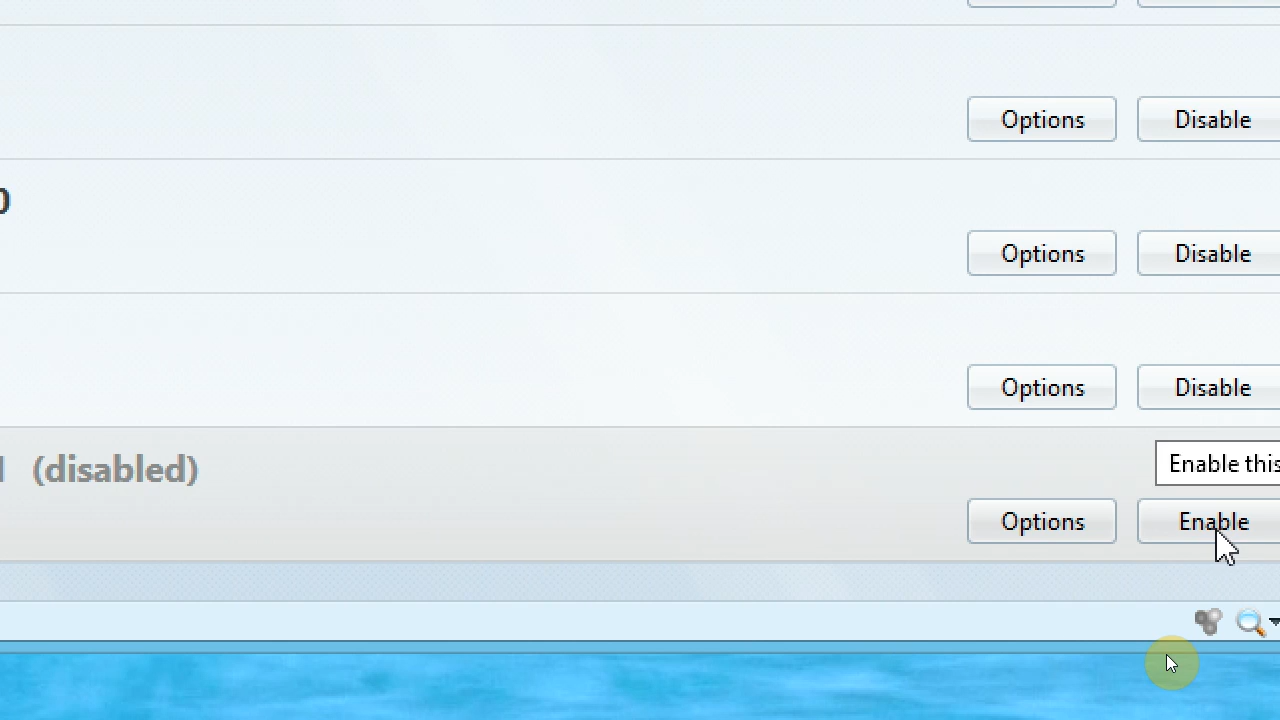 Options Disable
Options Disable
Options Disable
(disabled)
Enable this
Options Enable